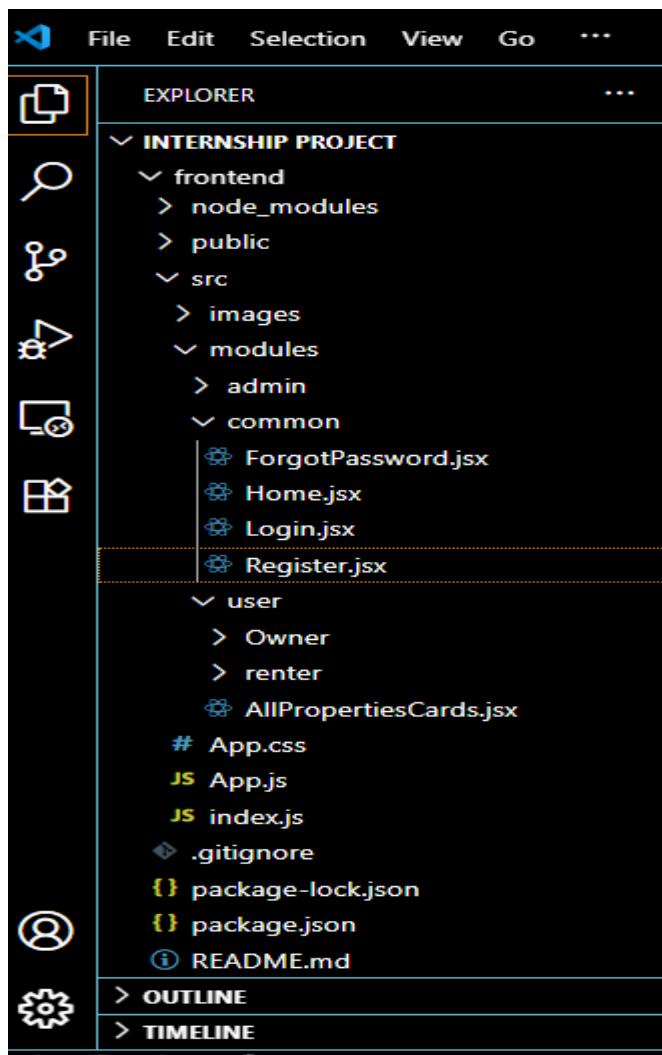 File Edit Selection View Go ...
EXPLORER ...
INTERNSHIP PROJECT
frontend
node_modules
public
src
images
modules
admin
common
ForgotPassword.jsx
Home.jsx
Login.jsx
Register.jsx
user
Owner
renter
AllPropertiesCards.jsx
# App.css
JS App.js
JS index.js
.gitignore
{} package-lock.json
{} package.json
README.md
OUTLINE
TIMELINE